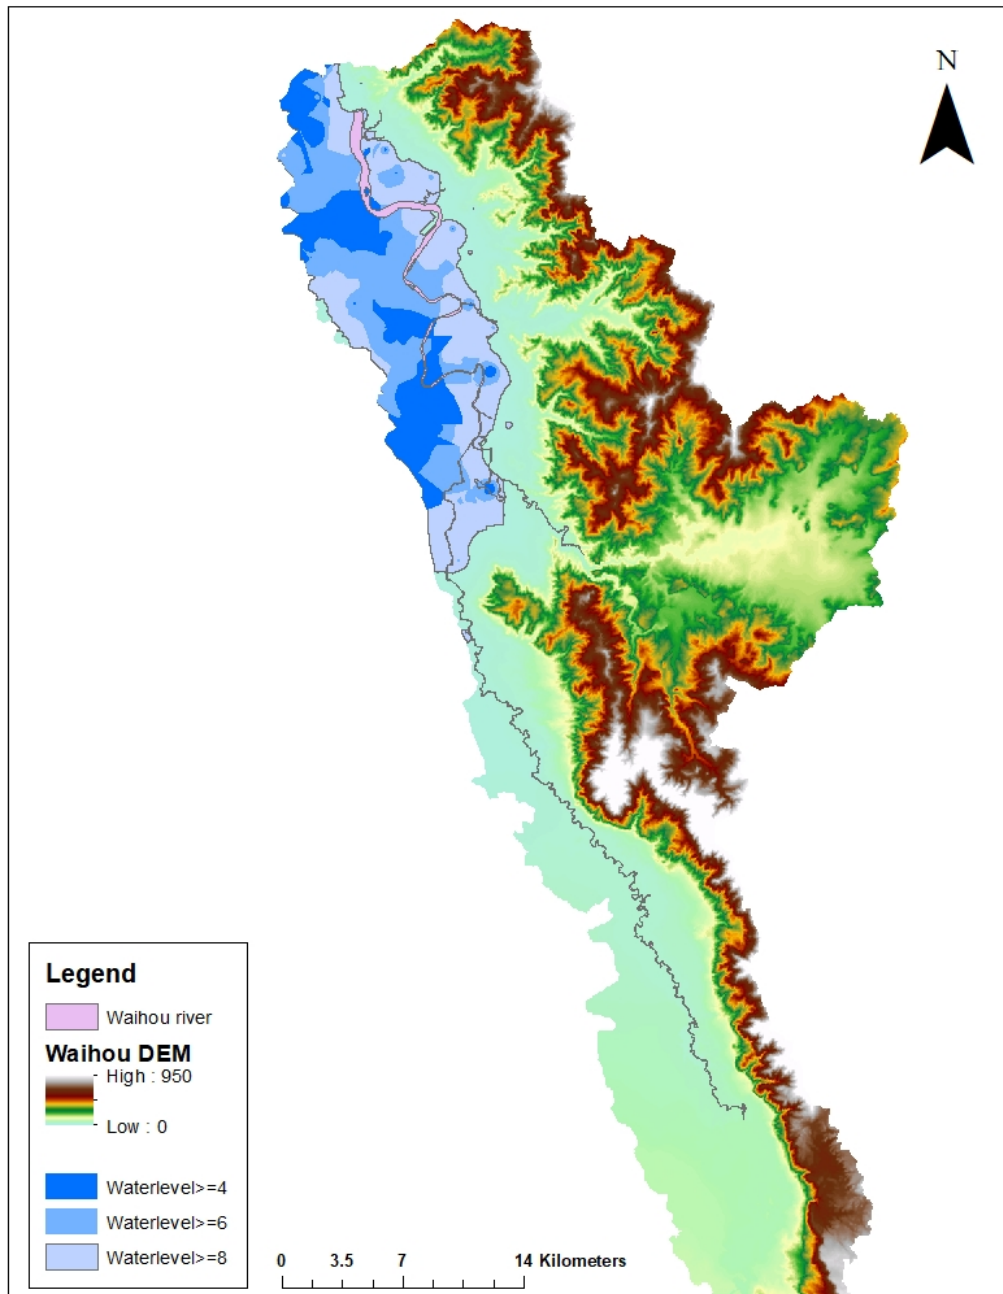 N
Legend
Waihou river
Waihou DEM
High : 950
Low : 0
Waterlevel>=4
Waterlevel>=6
Waterlevel>=8
0 3.5 7 14 Kilometers